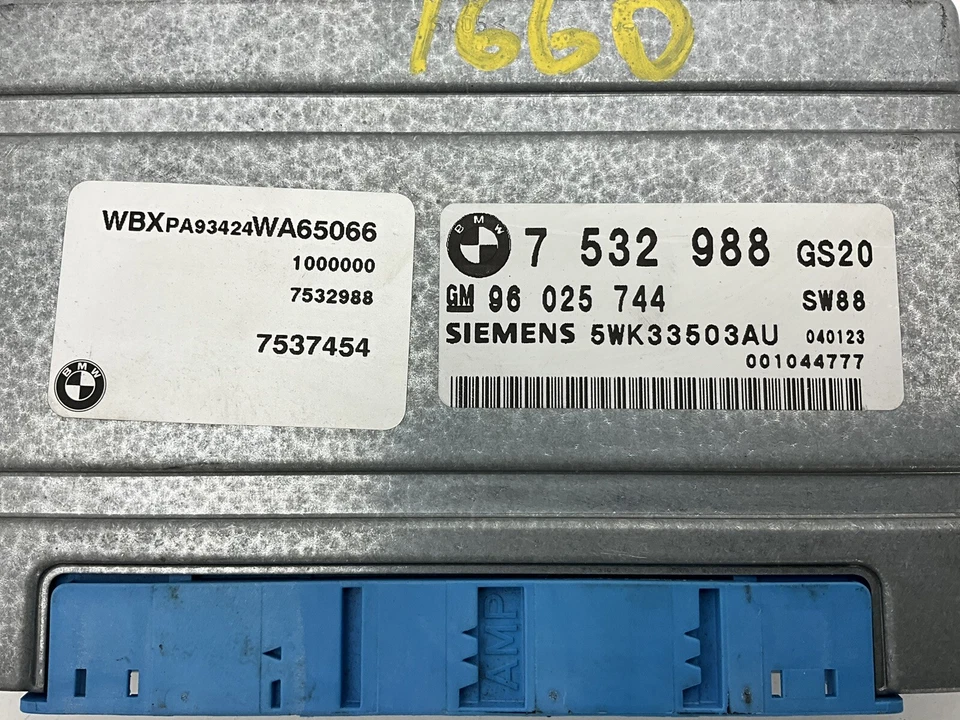 1660
WBXPA93424WA65066
1000000
7532988
7537454
BMW
BMW 7 532 988 GS20
GM 96 025 744 SW88
SIEMENS 5WK33503AU 040123
001044777
AMP